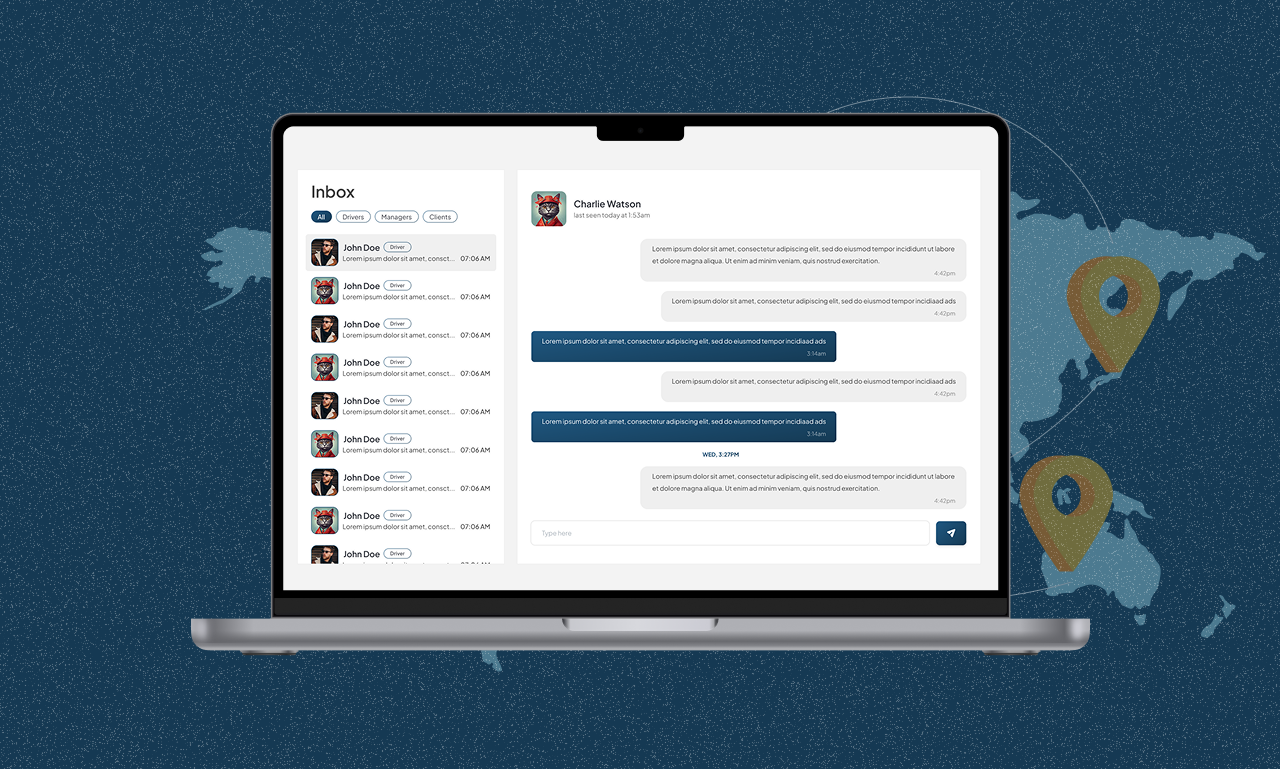 Inbox
All Drivers Managers Clients
John Doe Driver
Lorem ipsum dolor sit amet, consct... 07:06 AM
John Doe Driver
Lorem ipsum dolor sit amet, consct... 07:06 AM
John Doe Driver
Lorem ipsum dolor sit amet, consct... 07:06 AM
John Doe Driver
Lorem ipsum dolor sit amet, consct... 07:06 AM
John Doe Driver
Lorem ipsum dolor sit amet, consct... 07:06 AM
John Doe Driver
Lorem ipsum dolor sit amet, consct... 07:06 AM
John Doe Driver
Lorem ipsum dolor sit amet, consct... 07:06 AM
John Doe Driver
Lorem ipsum dolor sit amet, consct... 07:06 AM
John Doe Driver
Charlie Watson
last seen today at 1:53am
Lorem ipsum dolor sit amet, consectetur adipiscing elit, sed do eiusmod tempor incididunt ut labore
et dolore magna aliqua. Ut enim ad minim veniam, quis nostrud exercitation.
4:42pm
Lorem ipsum dolor sit amet, consectetur adipiscing elit, sed do eiusmod tempor incidiaad ads
4:42pm
Lorem ipsum dolor sit amet, consectetur adipiscing elit, sed do eiusmod tempor incidiaad ads
3:14am
Lorem ipsum dolor sit amet, consectetur adipiscing elit, sed do eiusmod tempor incidiaad ads
4:42pm
Lorem ipsum dolor sit amet, consectetur adipiscing elit, sed do eiusmod tempor incidiaad ads
3:14am
WED, 3:27PM
Lorem ipsum dolor sit amet, consectetur adipiscing elit, sed do eiusmod tempor incididunt ut labore
et dolore magna aliqua. Ut enim ad minim veniam, quis nostrud exercitation.
4:42pm
Type here